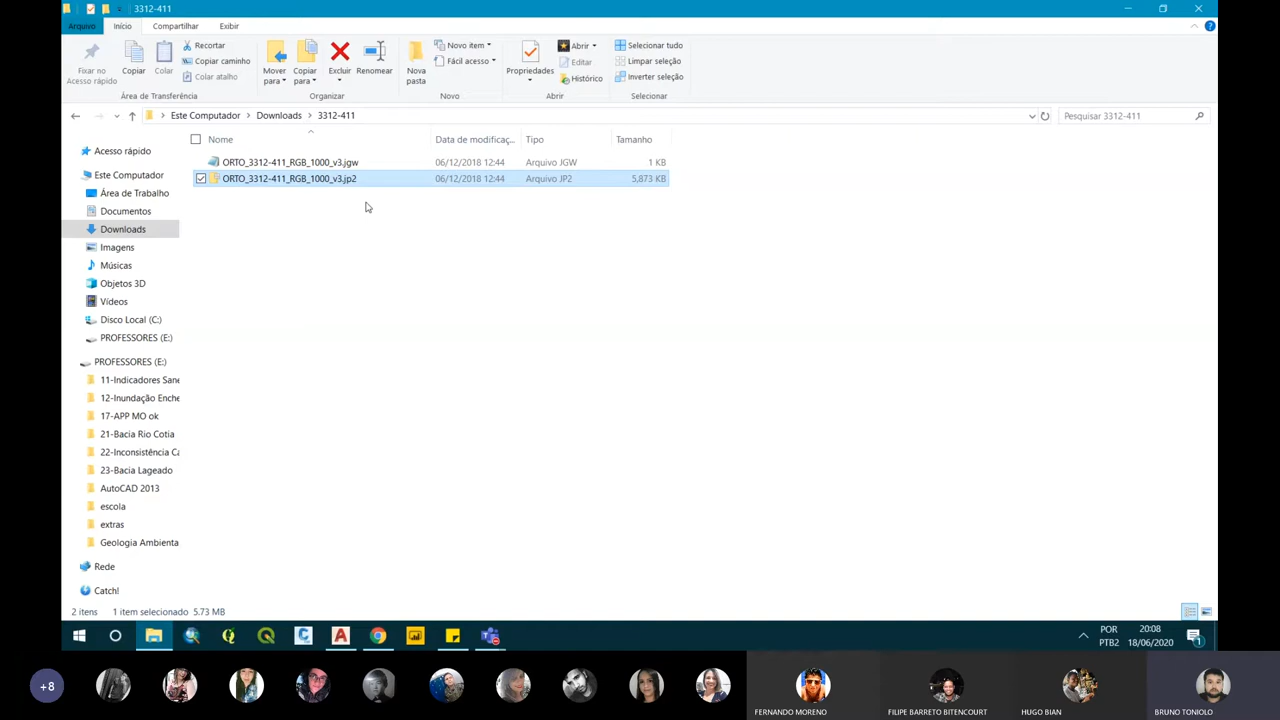 3312-411
Arquivo Início Compartilhar Exibir
Fixar no Acesso rápido
Copiar
Colar
Recortar
Copiar caminho
Colar atalho
Área de Transferência
Mover para
Copiar para
Excluir
Renomear
Organizar
Nova pasta
Novo item
Fácil acesso
Novo
Propriedades
Abrir
Editar
Histórico
Abrir
Selecionar tudo
Limpar seleção
Inverter seleção
Selecionar
Este Computador > Downloads > 3312-411
Pesquisar 3312-411
Nome Data de modificaç... Tipo Tamanho
ORTO_3312-411_RGB_1000_v3.jgw 06/12/2018 12:44 Arquivo JGW 1 KB
ORTO_3312-411_RGB_1000_v3.jp2 06/12/2018 12:44 Arquivo JP2 5,873 KB
Acesso rápido
Este Computador
Área de Trabalho
Documentos
Downloads
Imagens
Músicas
Objetos 3D
Vídeos
Disco Local (C:)
PROFESSORES (E:)
PROFESSORES (E:)
11-Indicadores Sane
12-Inundação Enche
17-APP MO ok
21-Bacia Rio Cotia
22-Inconsistência Ca
23-Bacia Lageado
AutoCAD 2013
escola
extras
Geologia Ambienta
Rede
Catch!
2 itens 1 item selecionado 5.73 MB
POR
PTB2
20:08
18/06/2020
1
+8
FERNANDO MORENO
FILIPE BARRETO BITENCOURT
HUGO BIAN
BRUNO TONIOLO